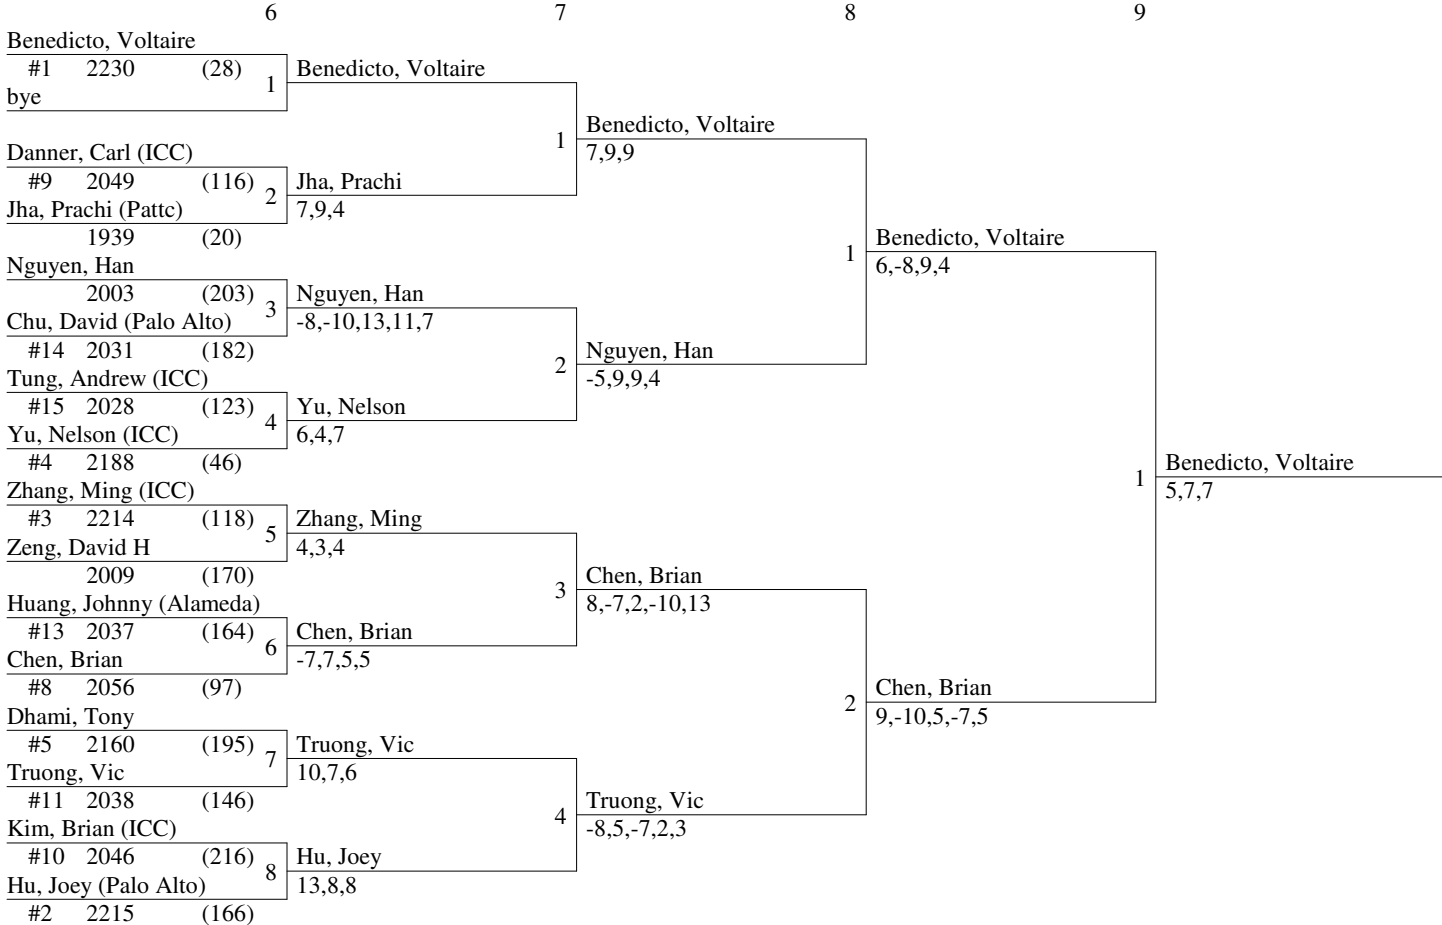 6 7 8 9
Benedicto, Voltaire
#1 2230 (28)
bye
1
Benedicto, Voltaire
Danner, Carl (ICC)
#9 2049 (116)
Jha, Prachi (Pattc)
1939 (20)
2
Jha, Prachi
7,9,4
Nguyen, Han
2003 (203)
Chu, David (Palo Alto)
#14 2031 (182)
3
Nguyen, Han
-8,-10,13,11,7
Tung, Andrew (ICC)
#15 2028 (123)
Yu, Nelson (ICC)
#4 2188 (46)
4
Yu, Nelson
6,4,7
Zhang, Ming (ICC)
#3 2214 (118)
Zeng, David H
2009 (170)
5
Zhang, Ming
4,3,4
Huang, Johnny (Alameda)
#13 2037 (164)
Chen, Brian
#8 2056 (97)
6
Chen, Brian
-7,7,5,5
Dhami, Tony
#5 2160 (195)
Truong, Vic
#11 2038 (146)
7
Truong, Vic
10,7,6
Kim, Brian (ICC)
#10 2046 (216)
Hu, Joey (Palo Alto)
#2 2215 (166)
8
Hu, Joey
13,8,8
1
Benedicto, Voltaire
7,9,9
2
Nguyen, Han
-5,9,9,4
3
Chen, Brian
8,-7,2,-10,13
4
Truong, Vic
-8,5,-7,2,3
1
Benedicto, Voltaire
6,-8,9,4
2
Chen, Brian
9,-10,5,-7,5
1
Benedicto, Voltaire
5,7,7